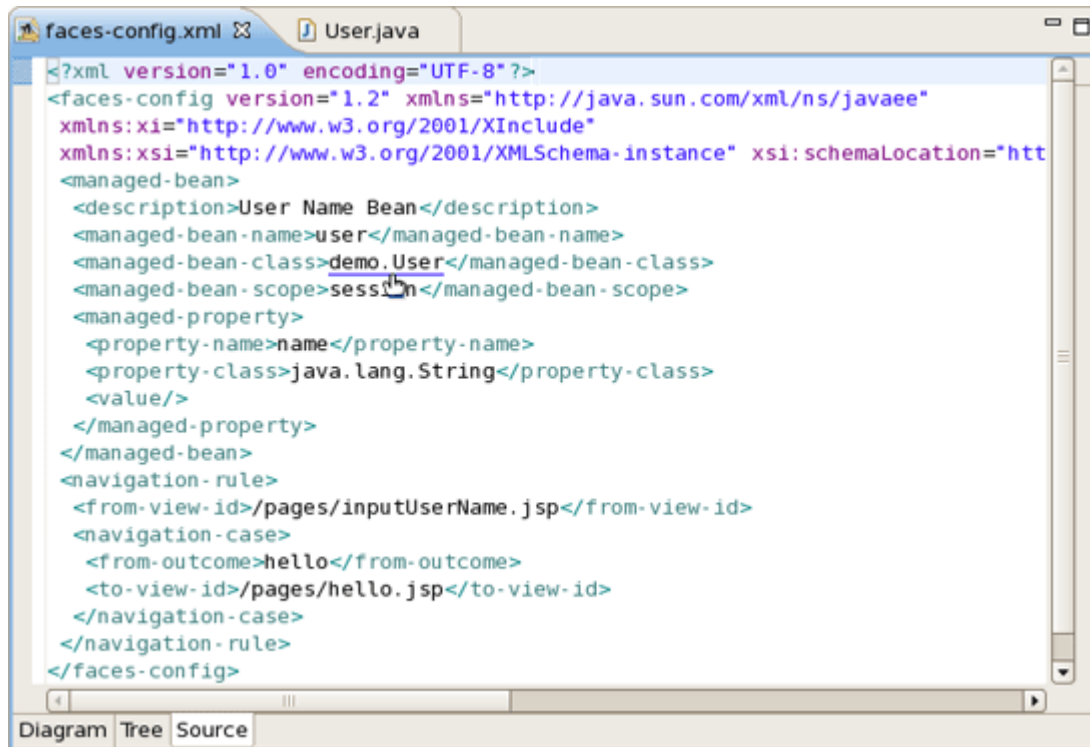 faces-config.xml User.java
<?xml version="1.0" encoding="UTF-8"?>
<faces-config version="1.2" xmlns="http://java.sun.com/xml/ns/javaee"
xmlns:xi="http://www.w3.org/2001/XInclude"
xmlns:xsi="http://www.w3.org/2001/XMLSchema-instance" xsi:schemaLocation="htt
<managed-bean>
<description>User Name Bean</description>
<managed-bean-name>user</managed-bean-name>
<managed-bean-class>demo.User</managed-bean-class>
<managed-bean-scope>session</managed-bean-scope>
<managed-property>
<property-name>name</property-name>
<property-class>java.lang.String</property-class>
<value/>
</managed-property>
</managed-bean>
<navigation-rule>
<from-view-id>/pages/inputUserName.jsp</from-view-id>
<navigation-case>
<from-outcome>hello</from-outcome>
<to-view-id>/pages/hello.jsp</to-view-id>
</navigation-case>
</navigation-rule>
</faces-config>
Diagram Tree Source